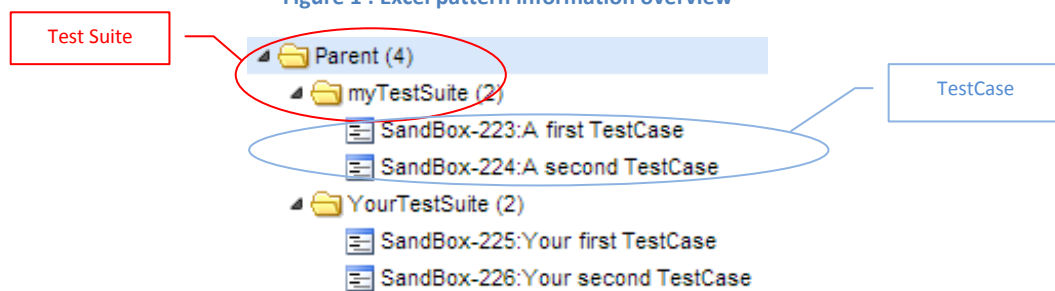 Figure 1 : Excel pattern information overview
Test Suite
Parent (4)
myTestSuite (2)
TestCase
SandBox-223:A first TestCase
SandBox-224:A second TestCase
YourTestSuite (2)
SandBox-225:Your first TestCase
SandBox-226:Your second TestCase